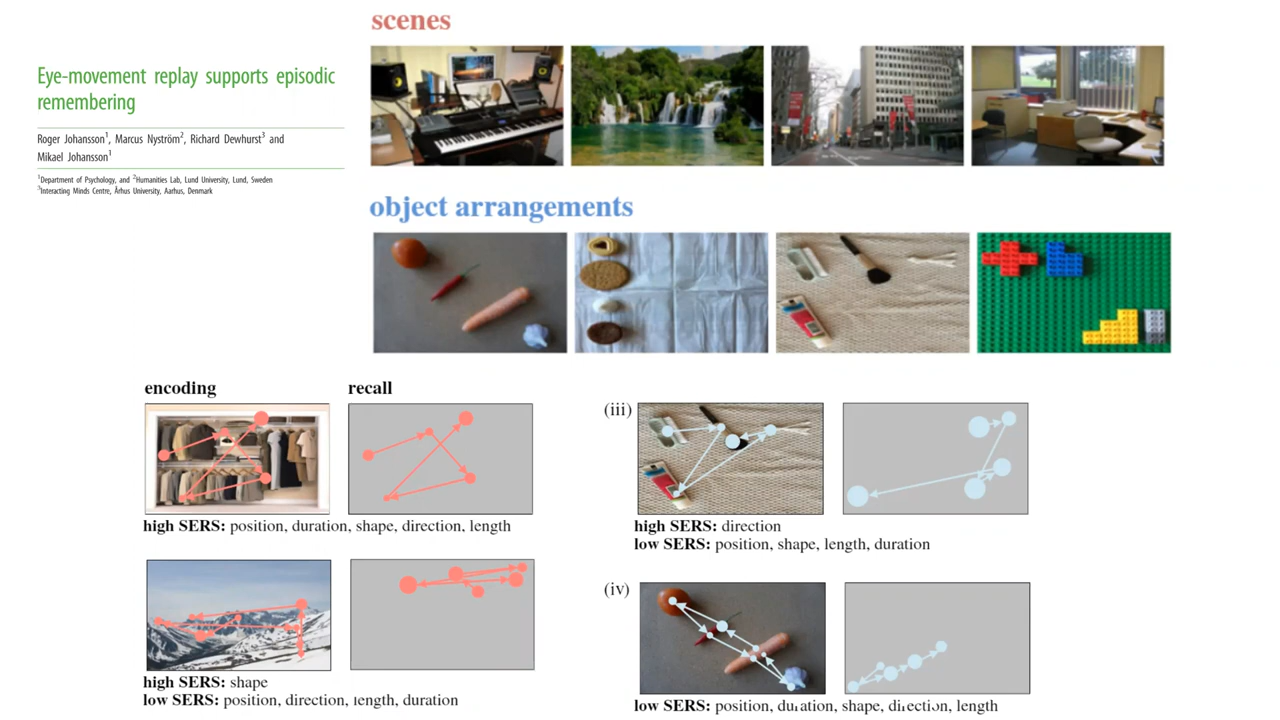 Eye-movement replay supports episodic
remembering
Roger Johansson1, Marcus Nyström2, Richard Dewhurst3 and
Mikael Johansson1
1Department of Psychology, and 2Humanities Lab, Lund University, Lund, Sweden
3Interacting Minds Centre, Århus University, Aarhus, Denmark
scenes
object arrangements
encoding
recall
high SERS: position, duration, shape, direction, length
high SERS: shape
low SERS: position, direction, length, duration
(iii)
high SERS: direction
low SERS: position, shape, length, duration
(iv)
low SERS: position, duration, shape, direction, length